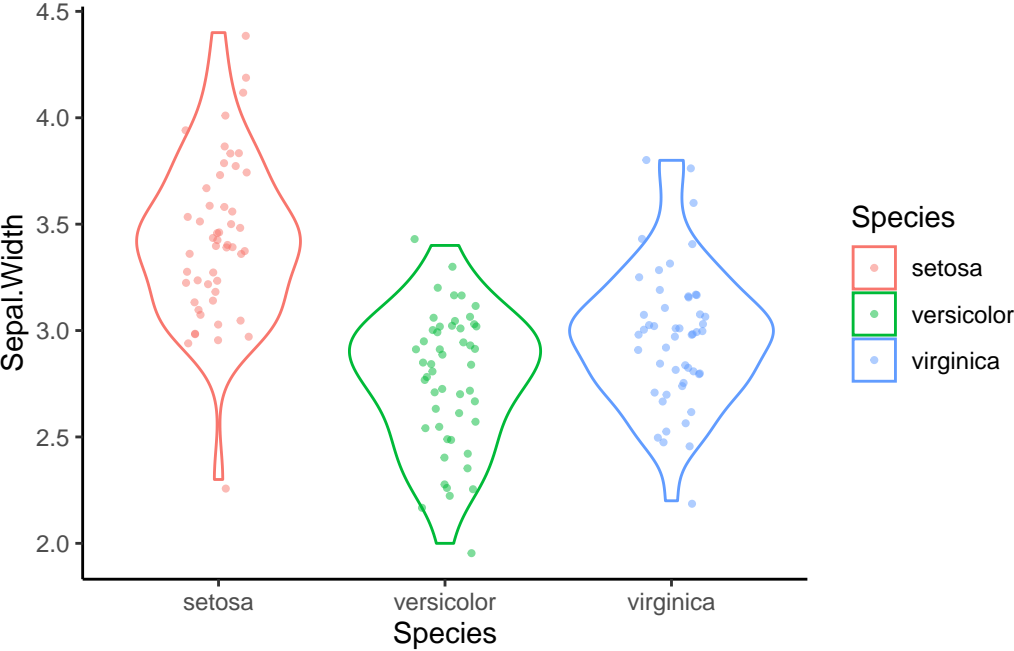 Sepal.Width
4.5
4.0
3.5
3.0
2.5
2.0
setosa versicolor virginica
Species
Species
setosa
versicolor
virginica